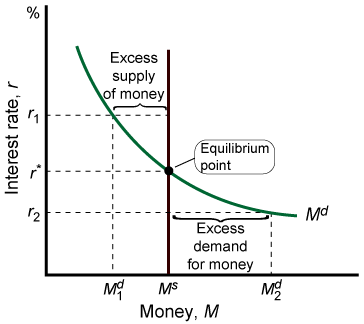 %
Excess
supply
of money
r₁
Equilibrium
point
r*
r₂
Mᵈ
Excess
demand
for money
M₁ᵈ
Mˢ
M₂ᵈ
Money, M
Interest rate, r